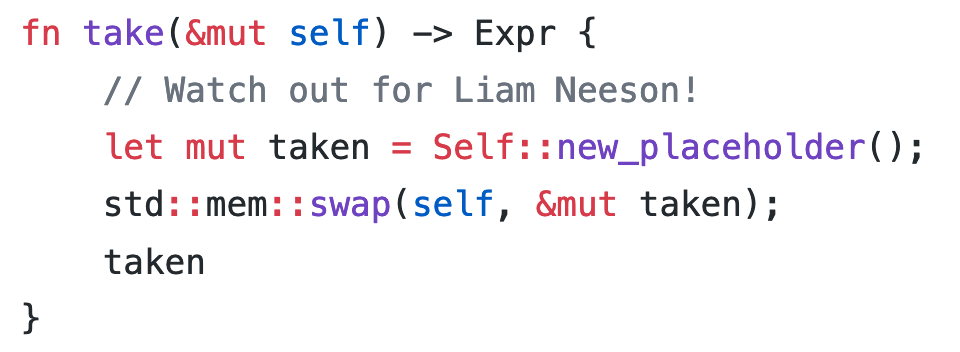 fn take(&mut self) -> Expr {
    // Watch out for Liam Neeson!
    let mut taken = Self::new_placeholder();
    std::mem::swap(self, &mut taken);
    taken
}